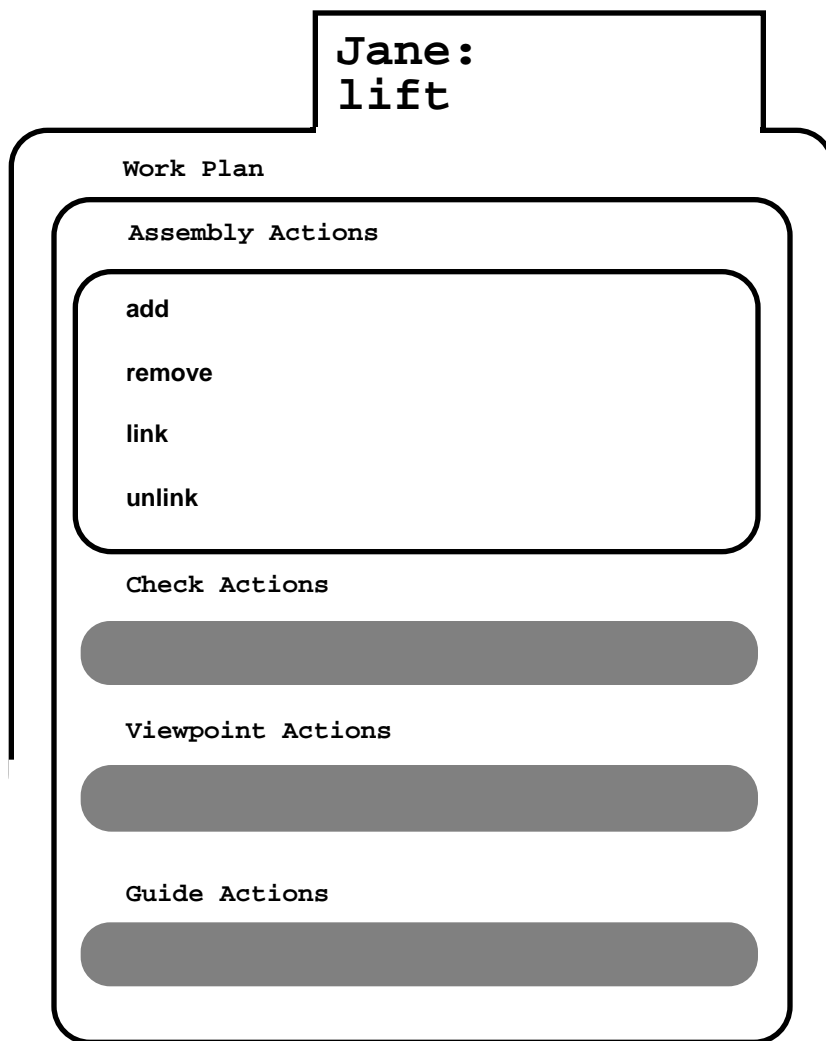 Jane:
lift
Work Plan
Assembly Actions
add
remove
link
unlink
Check Actions
Viewpoint Actions
Guide Actions